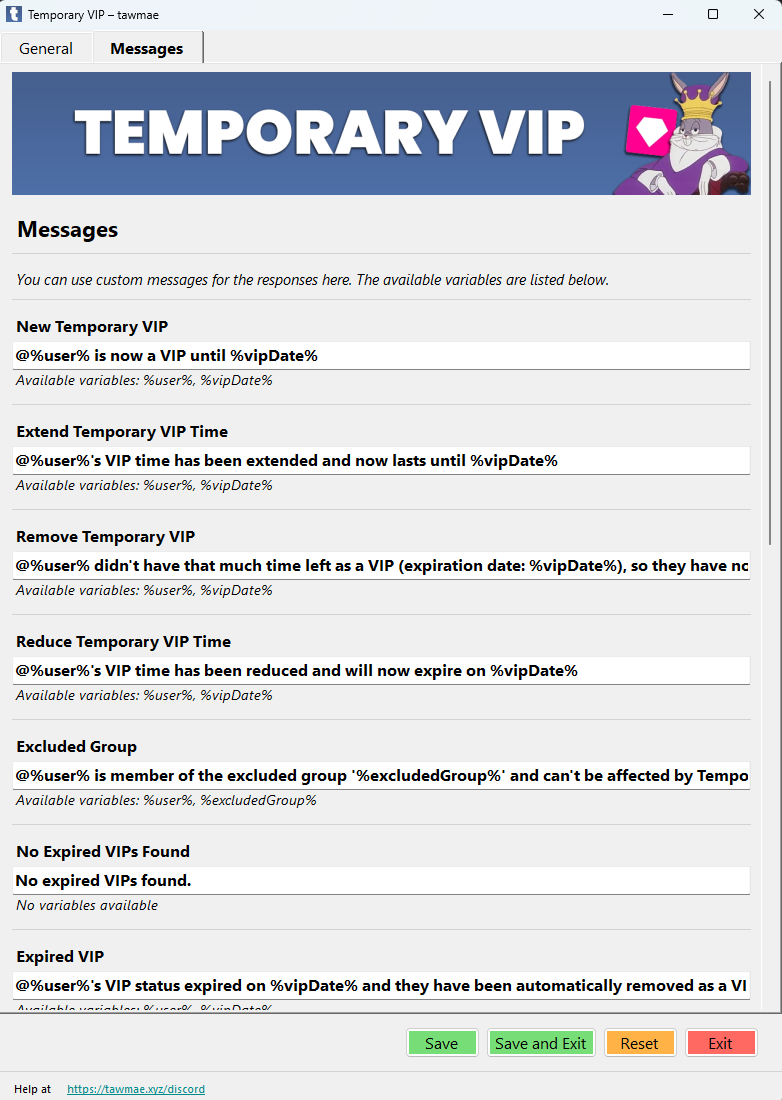 Temporary VIP – tawmae
General
Messages
TEMPORARY VIP
Messages
You can use custom messages for the responses here. The available variables are listed below.
New Temporary VIP
@%user% is now a VIP until %vipDate%
Available variables: %user%, %vipDate%
Extend Temporary VIP Time
@%user%'s VIP time has been extended and now lasts until %vipDate%
Available variables: %user%, %vipDate%
Remove Temporary VIP
@%user% didn't have that much time left as a VIP (expiration date: %vipDate%), so they have no
Available variables: %user%, %vipDate%
Reduce Temporary VIP Time
@%user%'s VIP time has been reduced and will now expire on %vipDate%
Available variables: %user%, %vipDate%
Excluded Group
@%user% is member of the excluded group '%excludedGroup%' and can't be affected by Tempo
Available variables: %user%, %excludedGroup%
No Expired VIPs Found
No expired VIPs found.
No variables available
Expired VIP
@%user%'s VIP status expired on %vipDate% and they have been automatically removed as a VI
Available variables: %user%, %vipDate%
Save
Save and Exit
Reset
Exit
Help at https://tawmae.xyz/discord